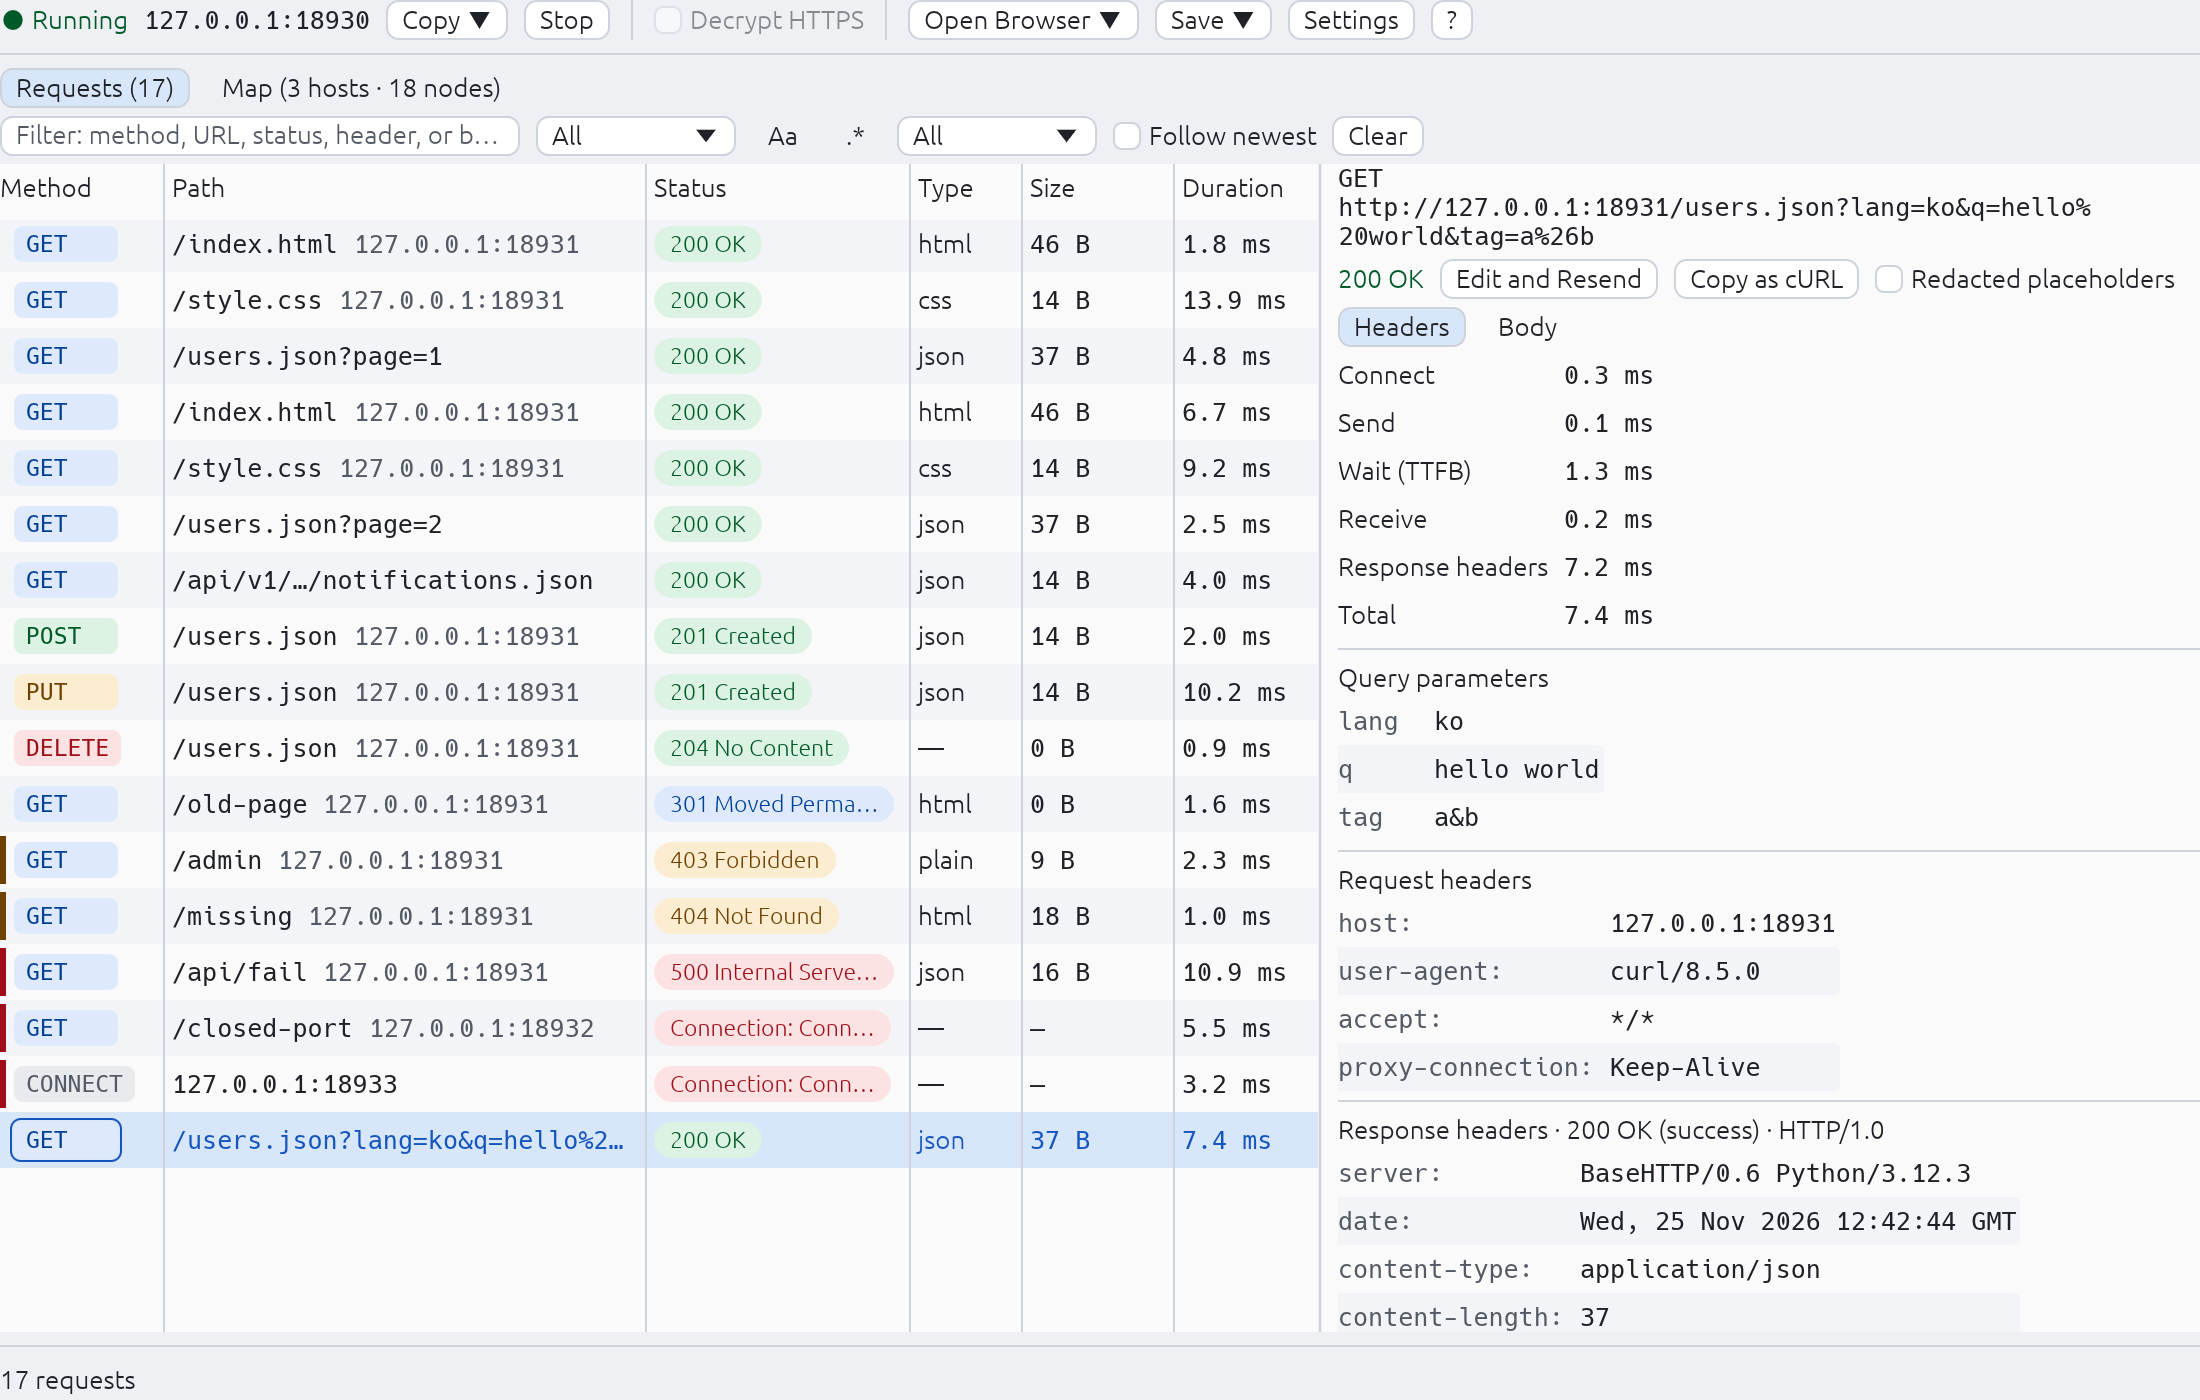 Running 127.0.0.1:18930 Copy ▼ Stop Decrypt HTTPS Open Browser ▼ Save ▼ Settings ?
Requests (17) Map (3 hosts · 18 nodes)
Filter: method, URL, status, header, or b… All ▼ Aa .* All ▼ Follow newest Clear
Method Path Status Type Size Duration
GET /index.html 127.0.0.1:18931 200 OK html 46 B 1.8 ms
GET /style.css 127.0.0.1:18931 200 OK css 14 B 13.9 ms
GET /users.json?page=1 200 OK json 37 B 4.8 ms
GET /index.html 127.0.0.1:18931 200 OK html 46 B 6.7 ms
GET /style.css 127.0.0.1:18931 200 OK css 14 B 9.2 ms
GET /users.json?page=2 200 OK json 37 B 2.5 ms
GET /api/v1/…/notifications.json 200 OK json 14 B 4.0 ms
POST /users.json 127.0.0.1:18931 201 Created json 14 B 2.0 ms
PUT /users.json 127.0.0.1:18931 201 Created json 14 B 10.2 ms
DELETE /users.json 127.0.0.1:18931 204 No Content — 0 B 0.9 ms
GET /old-page 127.0.0.1:18931 301 Moved Perma… html 0 B 1.6 ms
GET /admin 127.0.0.1:18931 403 Forbidden plain 9 B 2.3 ms
GET /missing 127.0.0.1:18931 404 Not Found html 18 B 1.0 ms
GET /api/fail 127.0.0.1:18931 500 Internal Serve… json 16 B 10.9 ms
GET /closed-port 127.0.0.1:18932 Connection: Conn… — – 5.5 ms
CONNECT 127.0.0.1:18933 Connection: Conn… — – 3.2 ms
GET /users.json?lang=ko&q=hello%2… 200 OK json 37 B 7.4 ms
GET
http://127.0.0.1:18931/users.json?lang=ko&q=hello%
20world&tag=a%26b
200 OK Edit and Resend Copy as cURL Redacted placeholders
Headers Body
Connect 0.3 ms
Send 0.1 ms
Wait (TTFB) 1.3 ms
Receive 0.2 ms
Response headers 7.2 ms
Total 7.4 ms
Query parameters
lang ko
q hello world
tag a&b
Request headers
host: 127.0.0.1:18931
user-agent: curl/8.5.0
accept: */*
proxy-connection: Keep-Alive
Response headers · 200 OK (success) · HTTP/1.0
server: BaseHTTP/0.6 Python/3.12.3
date: Wed, 25 Nov 2026 12:42:44 GMT
content-type: application/json
content-length: 37
17 requests